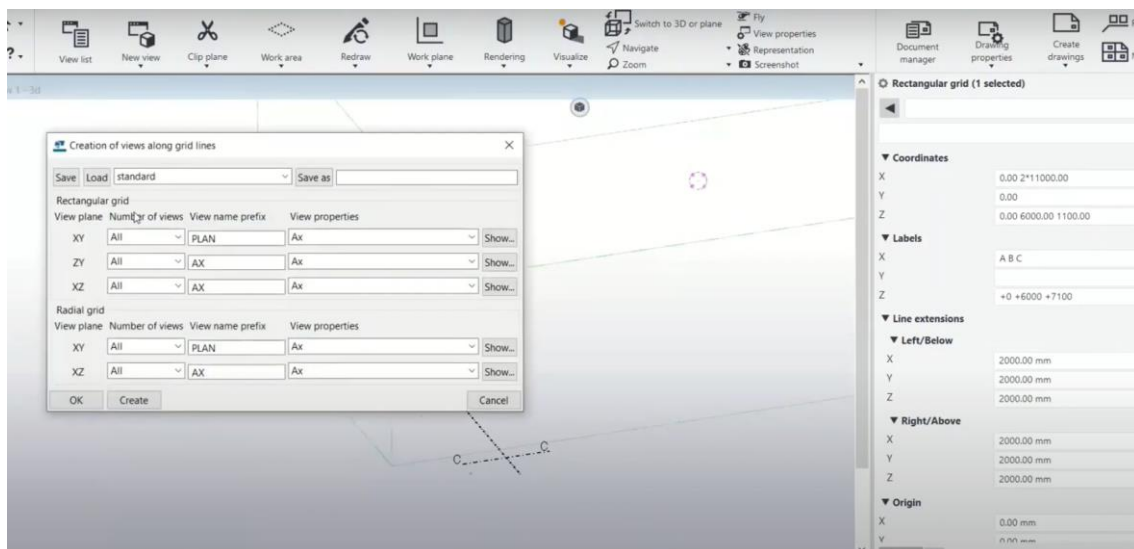 View list
New view
Clip plane
Work area
Redraw
Work plane
Rendering
Visualize
Switch to 3D or plane
Navigate
Zoom
Fly
View properties
Representation
Screenshot
Document manager
Drawing properties
Create drawings
Creation of views along grid lines
Save Load standard Save as
Rectangular grid
View plane Number of views View name prefix View properties
XY All PLAN Ax Show...
ZY All AX Ax Show...
XZ All AX Ax Show...
Radial grid
View plane Number of views View name prefix View properties
XY All PLAN Ax Show...
XZ All AX Ax Show...
OK Create Cancel
C C
Rectangular grid (1 selected)
Coordinates
X 0.00 2*11000.00
Y 0.00
Z 0.00 6000.00 1100.00
Labels
X A B C
Y
Z +0 +6000 +7100
Line extensions
Left/Below
X 2000.00 mm
Y 2000.00 mm
Z 2000.00 mm
Right/Above
X 2000.00 mm
Y 2000.00 mm
Z 2000.00 mm
Origin
X 0.00 mm
Y 0.00 mm